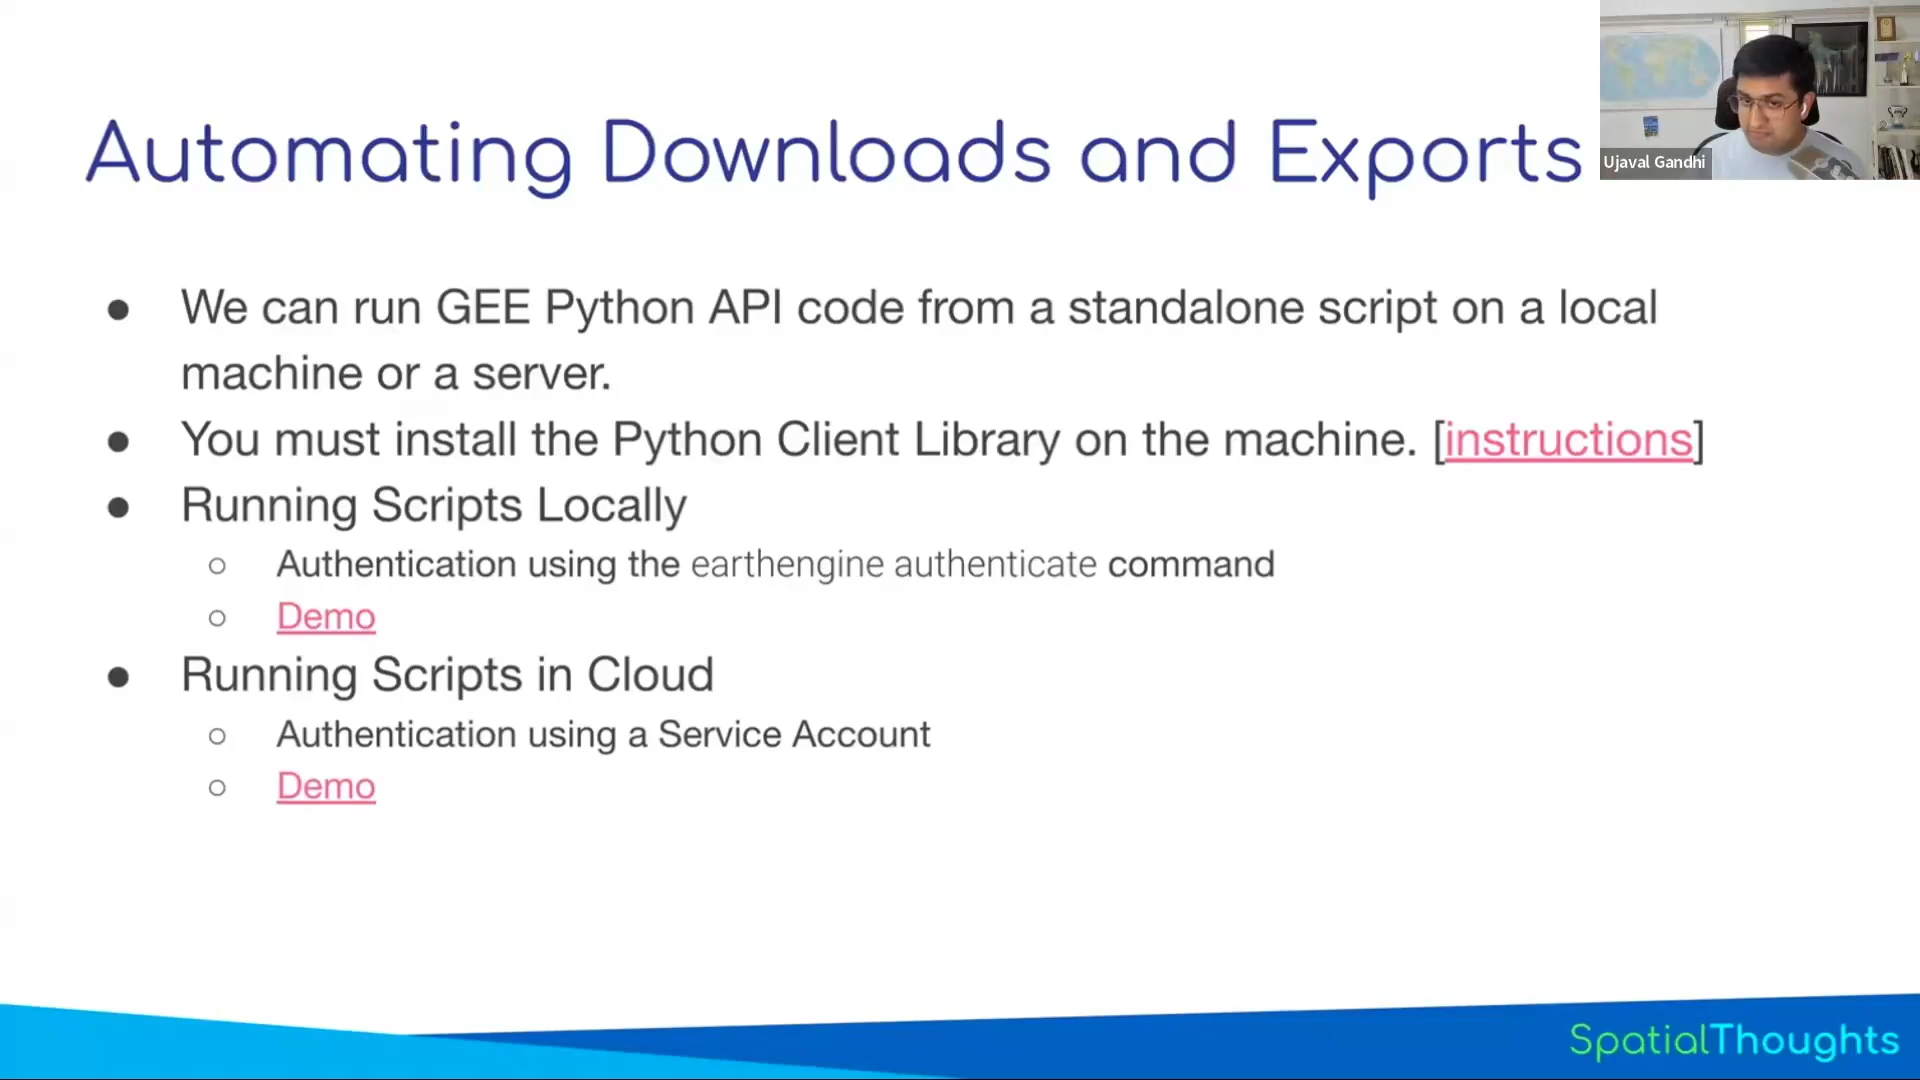 Automating Downloads and Exports
Ujaval Gandhi
● We can run GEE Python API code from a standalone script on a local
machine or a server.
● You must install the Python Client Library on the machine. [instructions]
● Running Scripts Locally
○ Authentication using the earthengine authenticate command
○ Demo
● Running Scripts in Cloud
○ Authentication using a Service Account
○ Demo
SpatialThoughts